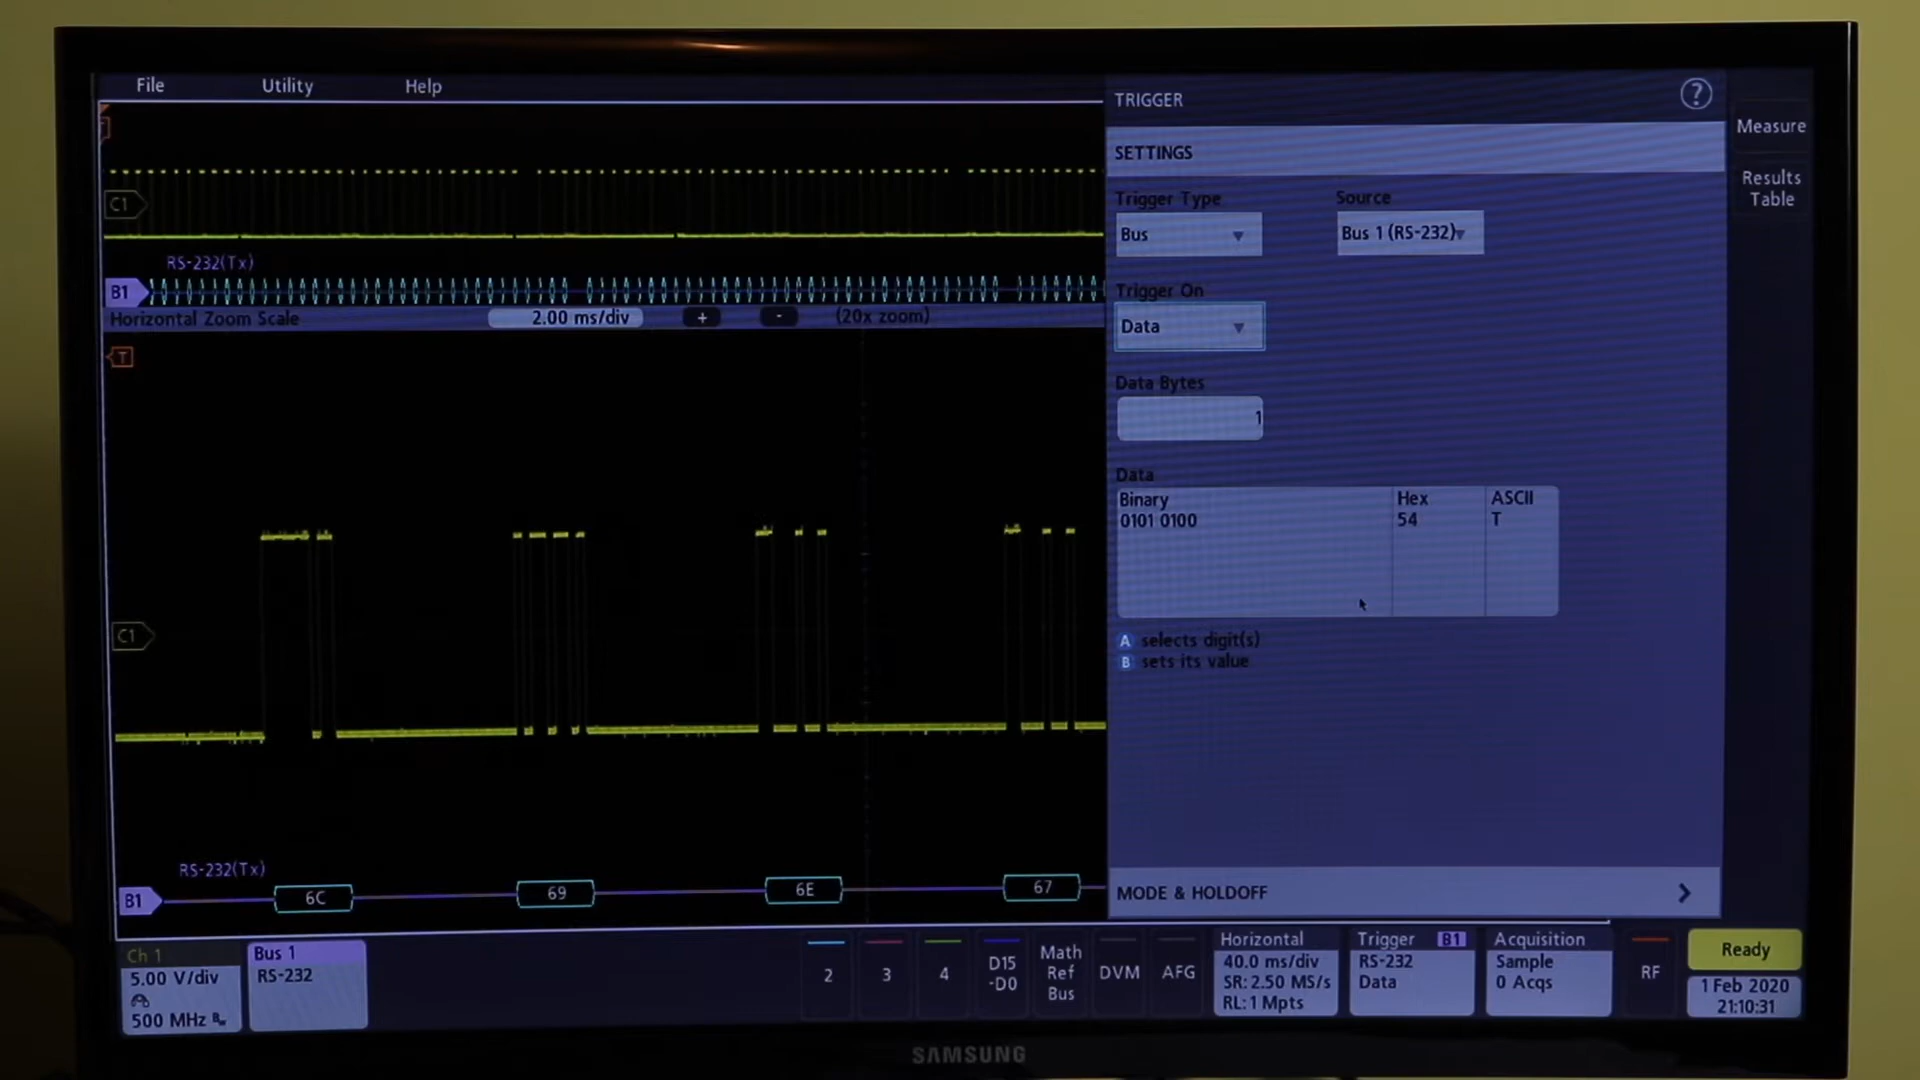 File Utility Help
C1
RS-232(Tx)
B1
Horizontal Zoom Scale 2.00 ms/div + - (20x zoom)
T
C1
RS-232(Tx)
B1 6C 69 6E 67
TRIGGER ?
SETTINGS
Trigger Type Source
Bus Bus 1 (RS-232)
Trigger On
Data
Data Bytes
1
Data
Binary Hex ASCII
0101 0100 54 T
A selects digit(s)
B sets its value
MODE & HOLDOFF
Measure
Results
Table
Ch 1
5.00 V/div
500 MHz
Bus 1
RS-232
2
3
4
D15
-D0
Math
Ref
Bus
DVM
AFG
Horizontal
40.0 ms/div
SR: 2.50 MS/s
RL: 1 Mpts
Trigger B1
RS-232
Data
Acquisition
Sample
0 Acqs
RF
Ready
1 Feb 2020
21:10:31
SAMSUNG